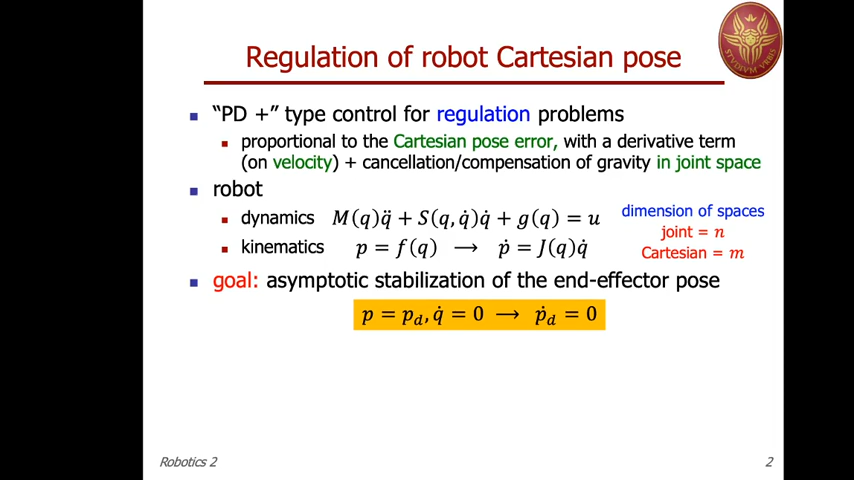 Regulation of robot Cartesian pose
STVDIVM VRBIS
"PD +" type control for regulation problems
proportional to the Cartesian pose error, with a derivative term
(on velocity) + cancellation/compensation of gravity in joint space
robot
dynamics M(q)q̈ + S(q, q̇)q̇ + g(q) = u
kinematics p = f(q) ⟶ ṗ = J(q)q̇
dimension of spaces
joint = n
Cartesian = m
goal: asymptotic stabilization of the end-effector pose
p = p_d, q̇ = 0 ⟶ ṗ_d = 0
Robotics 2
2